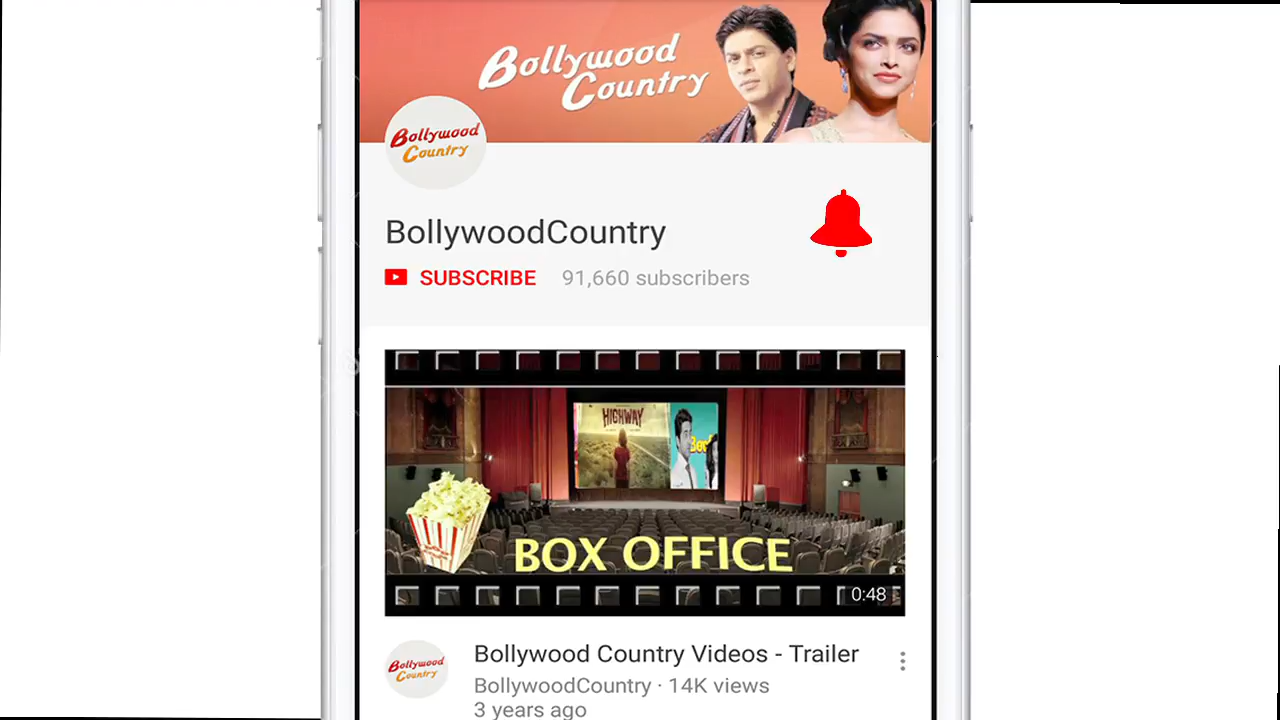 Bollywood
Country
Bollywood
Country
BollywoodCountry
SUBSCRIBE 91,660 subscribers
HIGHWAY
BOX OFFICE
0:48
Bollywood Country Videos - Trailer
Bollywood
Country
BollywoodCountry · 14K views
3 years ago